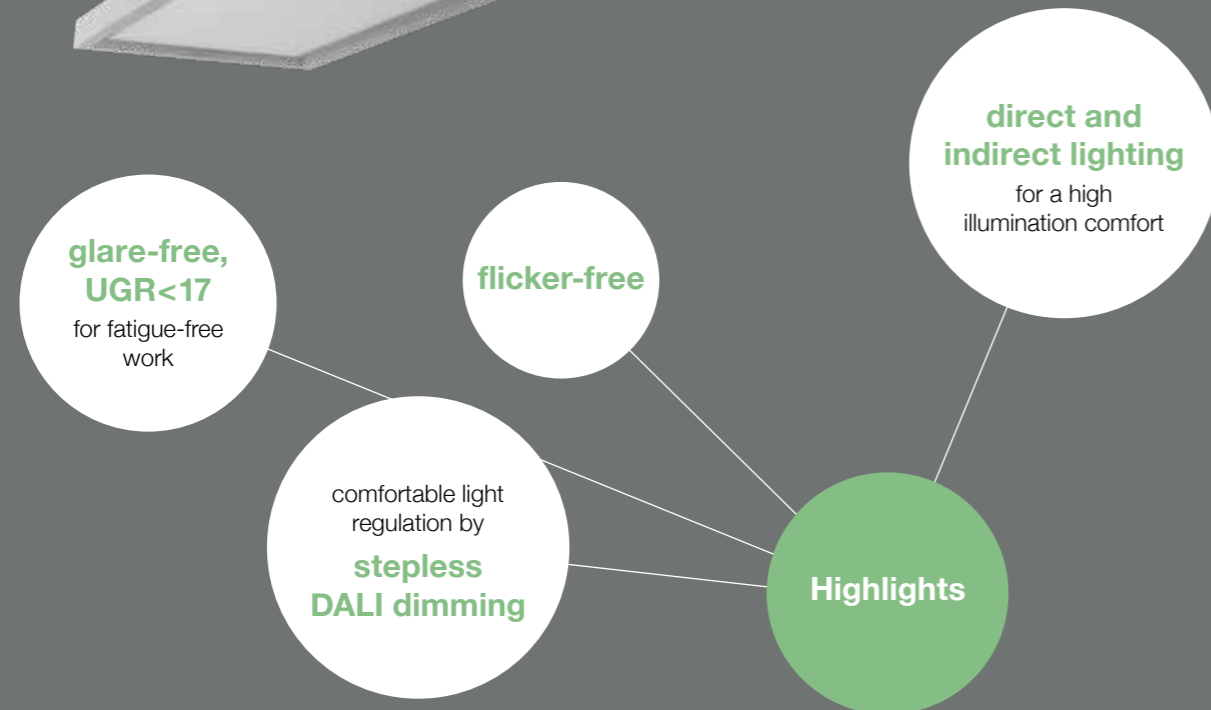 direct and
indirect lighting
for a high
illumination comfort
glare-free,
UGR<17
for fatigue-free
work
flicker-free
comfortable light
regulation by
stepless
DALI dimming
Highlights